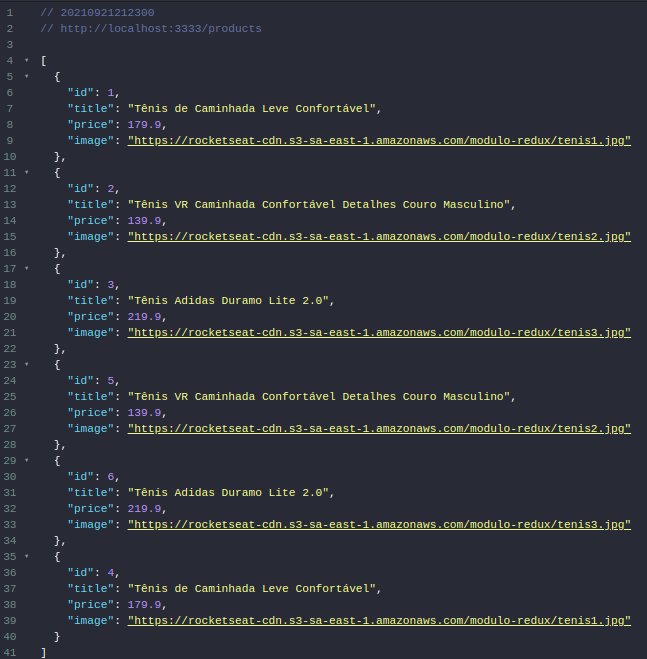 1 // 20210921212300
2 // http://localhost:3333/products
3
4 [
5 {
6 "id": 1,
7 "title": "Tênis de Caminhada Leve Confortável",
8 "price": 179.9,
9 "image": "https://rocketseat-cdn.s3-sa-east-1.amazonaws.com/modulo-redux/tenis1.jpg"
10 },
11 {
12 "id": 2,
13 "title": "Tênis VR Caminhada Confortável Detalhes Couro Masculino",
14 "price": 139.9,
15 "image": "https://rocketseat-cdn.s3-sa-east-1.amazonaws.com/modulo-redux/tenis2.jpg"
16 },
17 {
18 "id": 3,
19 "title": "Tênis Adidas Duramo Lite 2.0",
20 "price": 219.9,
21 "image": "https://rocketseat-cdn.s3-sa-east-1.amazonaws.com/modulo-redux/tenis3.jpg"
22 },
23 {
24 "id": 5,
25 "title": "Tênis VR Caminhada Confortável Detalhes Couro Masculino",
26 "price": 139.9,
27 "image": "https://rocketseat-cdn.s3-sa-east-1.amazonaws.com/modulo-redux/tenis2.jpg"
28 },
29 {
30 "id": 6,
31 "title": "Tênis Adidas Duramo Lite 2.0",
32 "price": 219.9,
33 "image": "https://rocketseat-cdn.s3-sa-east-1.amazonaws.com/modulo-redux/tenis3.jpg"
34 },
35 {
36 "id": 4,
37 "title": "Tênis de Caminhada Leve Confortável",
38 "price": 179.9,
39 "image": "https://rocketseat-cdn.s3-sa-east-1.amazonaws.com/modulo-redux/tenis1.jpg"
40 }
41 ]